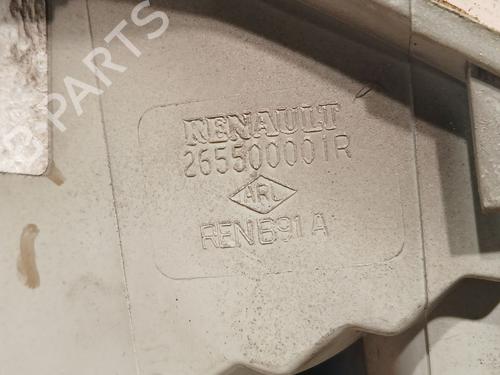 PARTS
RENAULT
265500001R
ARL
REN691A